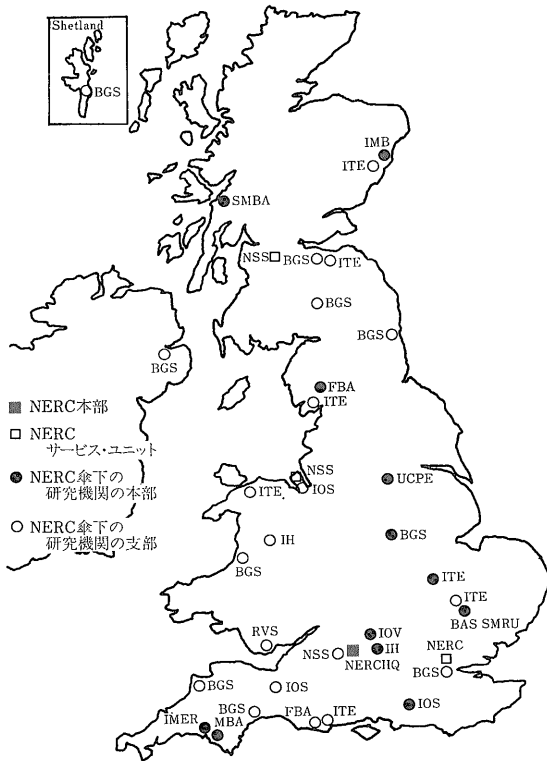 Shetland
BGS
IMB
ITE
SMBA
NSS
BGS
ITE
BGS
BGS
BGS
FBA
ITE
NERC本部
NERC
サービス・ユニット
NERC傘下の
研究機関の本部
NERC傘下の
研究機関の支部
NSS
IOS
ITE
UCPE
IH
BGS
BGS
ITE
ITE
BAS SMRU
RVS
IOV
IH
NSS
NERCHQ
NERC
BGS
BGS
IOS
IOS
IMER
MBA
BGS
FBA
ITE